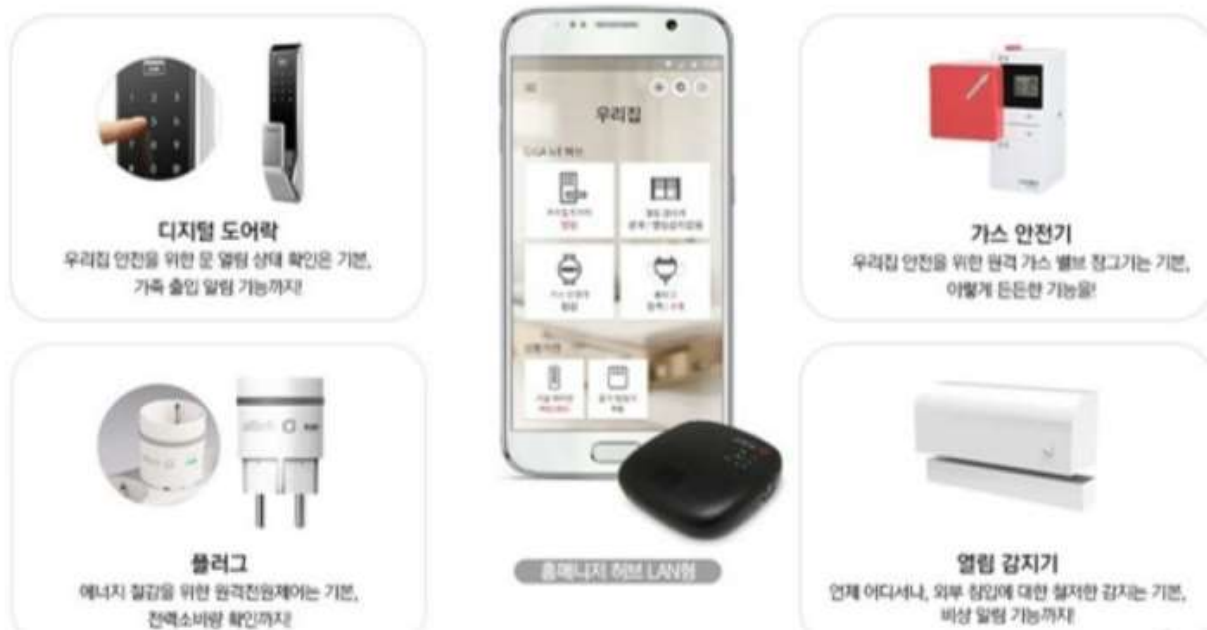 디지털 도어락
우리집 안전을 위한 문 열림 상태 확인은 기본,
가족 출입 알림 기능까지!
우리집
가스 안전기
우리집 안전을 위한 원격 가스 밸브 잠그기는 기본,
이렇게 든든한 기능을!
플러그
에너지 절감을 위한 원격전원제어는 기본,
전력소비량 확인까지!
홈매니저 허브 LAN형
열림 감지기
언제 어디서나, 외부 침입에 대한 철저한 감지는 기본,
비상 알림 기능까지!